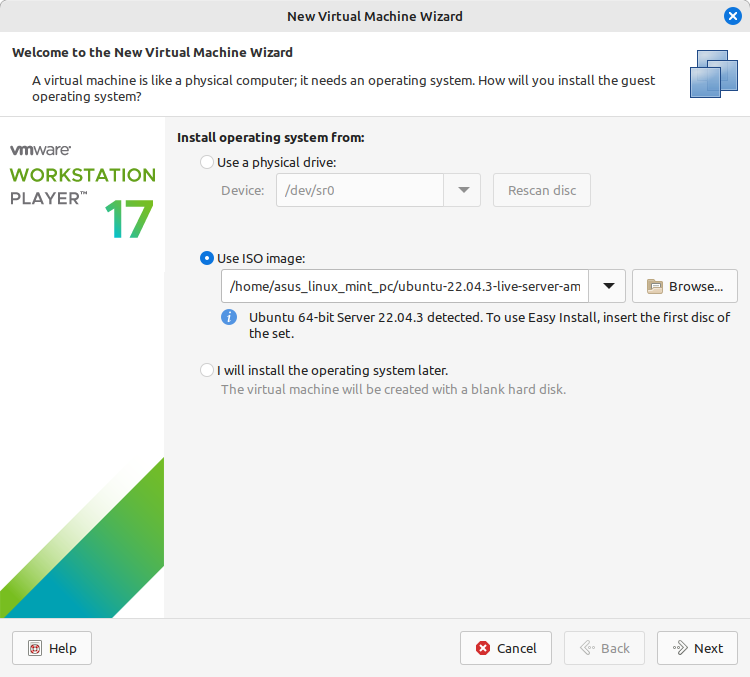 New Virtual Machine Wizard
Welcome to the New Virtual Machine Wizard
A virtual machine is like a physical computer; it needs an operating system. How will you install the guest
operating system?
vmware®
WORKSTATION
PLAYER™
17
Install operating system from:
Use a physical drive:
Device: /dev/sr0 Rescan disc
Use ISO image:
/home/asus_linux_mint_pc/ubuntu-22.04.3-live-server-am Browse...
Ubuntu 64-bit Server 22.04.3 detected. To use Easy Install, insert the first disc of
the set.
I will install the operating system later.
The virtual machine will be created with a blank hard disk.
Help Cancel Back Next